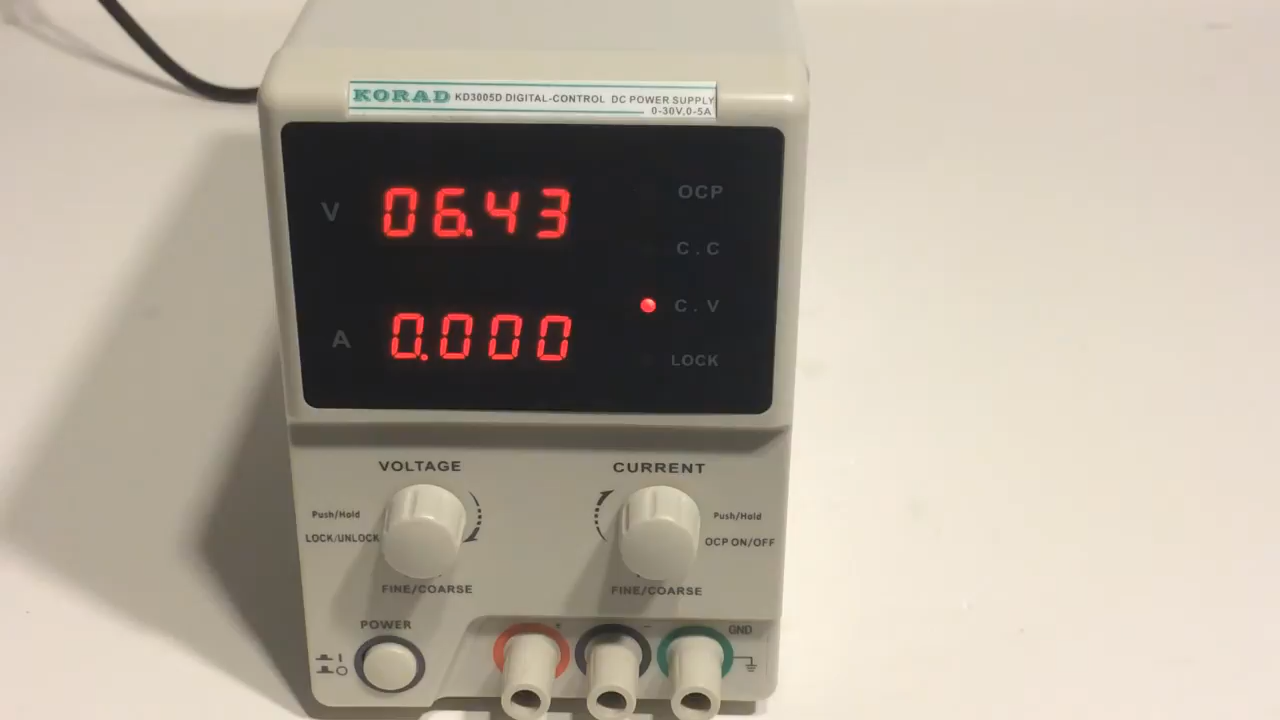 KORAD KD3005D DIGITAL-CONTROL DC POWER SUPPLY
0-30V,0-5A
V 06.43
OCP
C.C
C.V
A 0.000
LOCK
VOLTAGE
CURRENT
Push/Hold
LOCK/UNLOCK
Push/Hold
OCP ON/OFF
FINE/COARSE
FINE/COARSE
POWER
+
-
GND